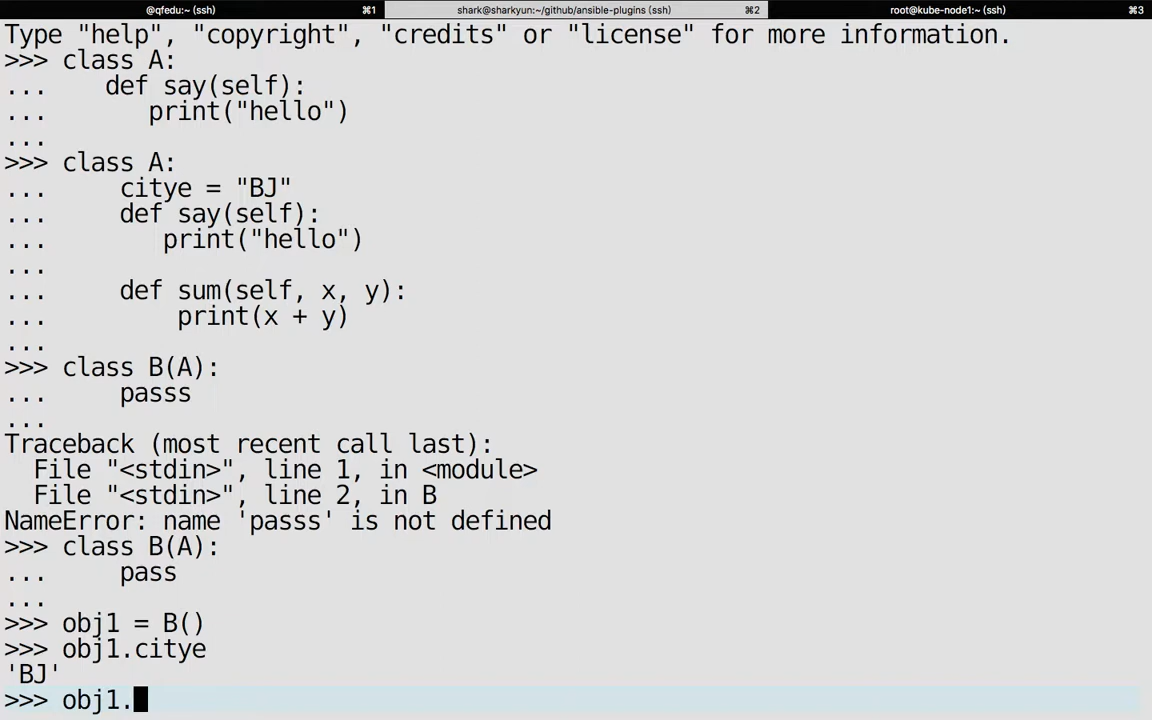 @qfedu:~ (ssh) ⌘1 shark@sharkyun:~/github/ansible-plugins (ssh) ⌘2 root@kube-node1:~ (ssh) ⌘3
Type "help", "copyright", "credits" or "license" for more information.
>>> class A:
...    def say(self):
...       print("hello")
...
>>> class A:
...     citye = "BJ"
...     def say(self):
...        print("hello")
...
...     def sum(self, x, y):
...         print(x + y)
...
>>> class B(A):
...     passs
...
Traceback (most recent call last):
  File "<stdin>", line 1, in <module>
  File "<stdin>", line 2, in B
NameError: name 'passs' is not defined
>>> class B(A):
...     pass
...
>>> obj1 = B()
>>> obj1.citye
'BJ'
>>> obj1.